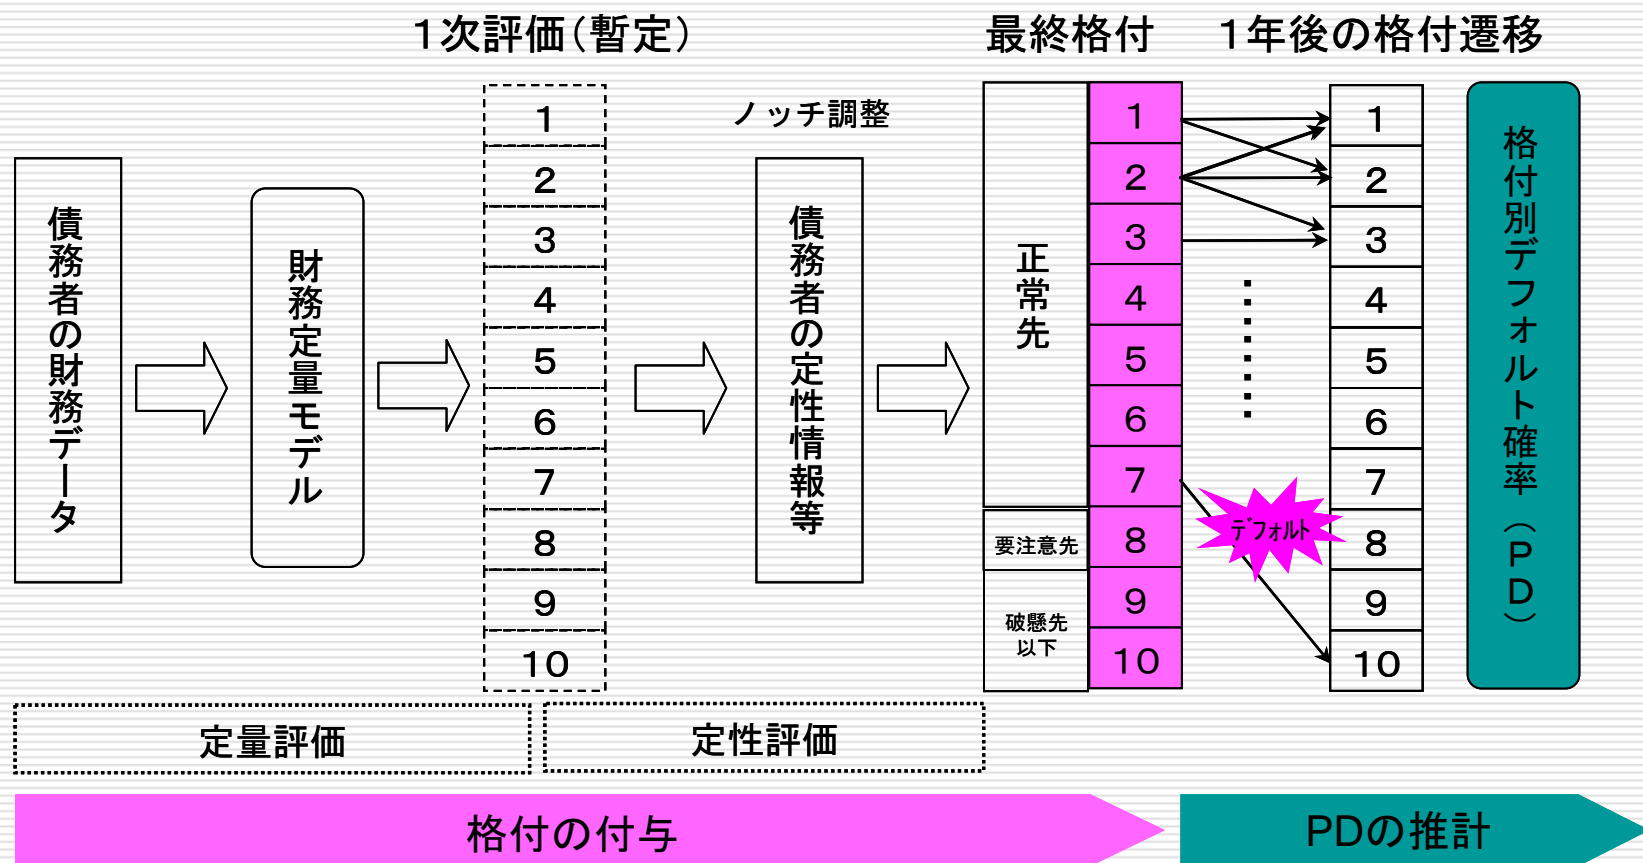 1次評価(暫定)
最終格付
1年後の格付遷移
債務者の財務データ
財務定量モデル
1
2
3
4
5
6
7
8
9
10
ノッチ調整
債務者の定性情報等
正常先
要注意先
破懸先
以下
1
2
3
4
5
6
7
8
9
10
デフォルト
1
2
3
4
5
6
7
8
9
10
格付別デフォルト確率(PD)
定量評価
定性評価
格付の付与
PDの推計